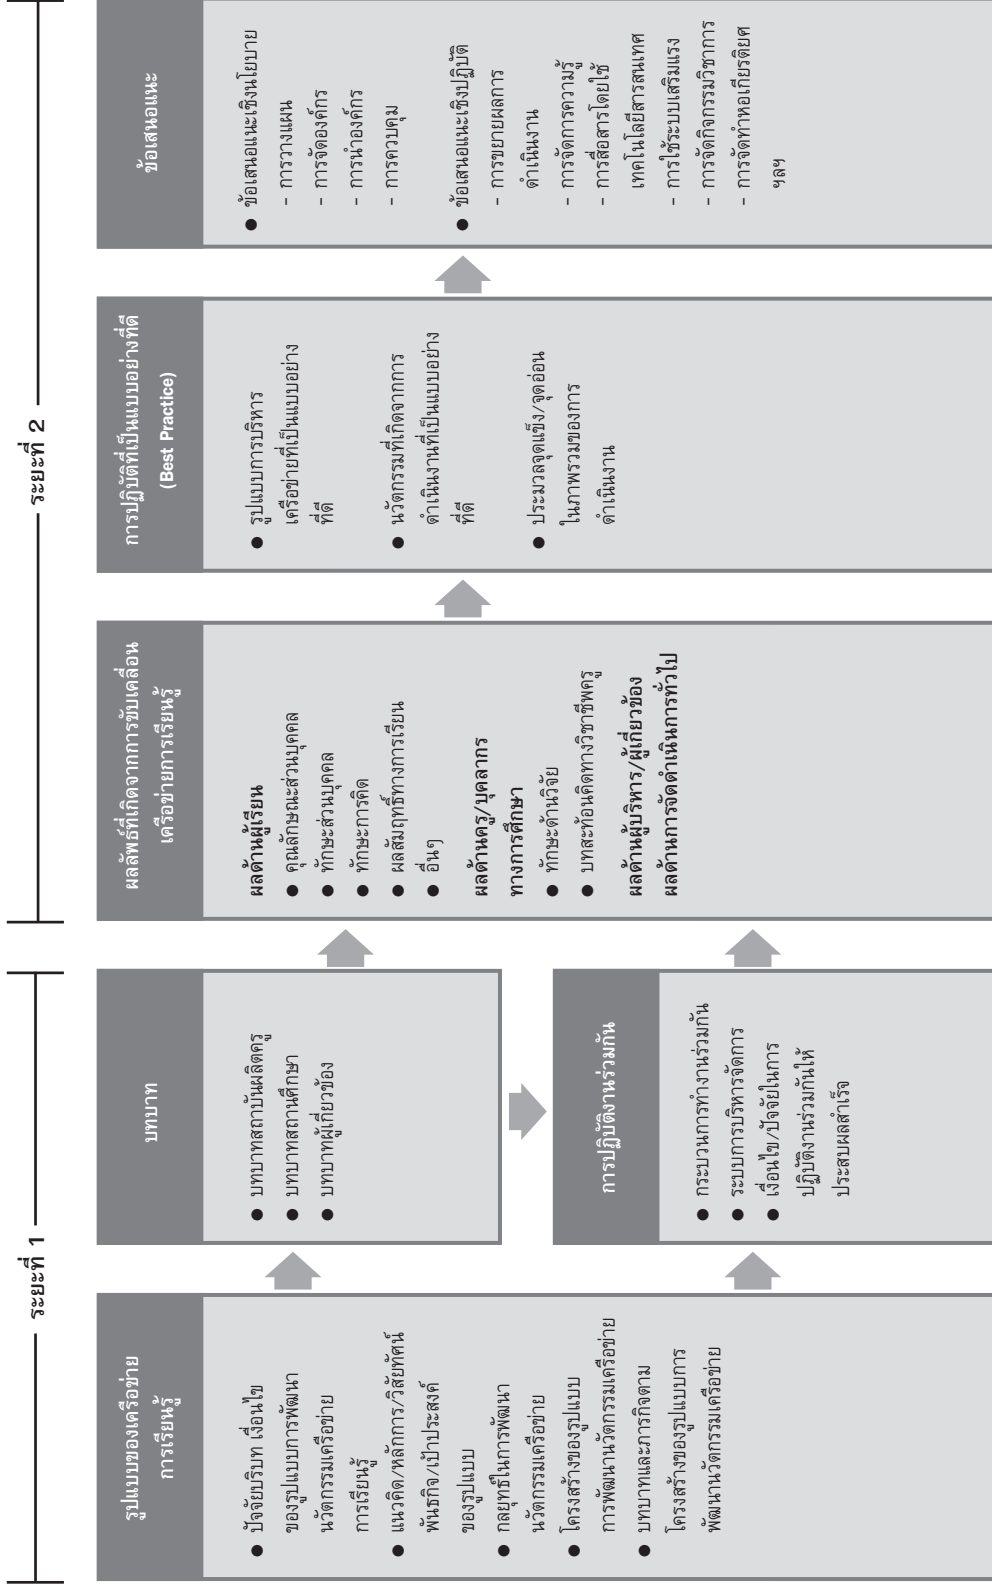 ระยะที่ 1
ระยะที่ 2
รูปแบบของเครือข่าย
การเรียนรู้
● ปัจจัยบริบท เงื่อนไข
ของรูปแบบการพัฒนา
นวัตกรรมเครือข่าย
การเรียนรู้
● แนวคิด/หลักการ/วิสัยทัศน์
พันธกิจ/เป้าประสงค์
ของรูปแบบ
● กลยุทธ์ในการพัฒนา
นวัตกรรมเครือข่าย
● โครงสร้างของรูปแบบ
การพัฒนานวัตกรรมเครือข่าย
● บทบาทและภารกิจตาม
โครงสร้างของรูปแบบการ
พัฒนานวัตกรรมเครือข่าย
บทบาท
● บทบาทสถาบันผลิตครู
● บทบาทสถานศึกษา
● บทบาทผู้เกี่ยวข้อง
การปฏิบัติงานร่วมกัน
● กระบวนการทำงานร่วมกัน
● ระบบการบริหารจัดการ
● เงื่อนไข/ปัจจัยในการ
ปฏิบัติงานร่วมกันให้
ประสบผลสำเร็จ
ผลลัพธ์ที่เกิดจากการขับเคลื่อน
เครือข่ายการเรียนรู้
ผลด้านผู้เรียน
● คุณลักษณะส่วนบุคคล
● ทักษะส่วนบุคคล
● ทักษะการคิด
● ผลสัมฤทธิ์ทางการเรียน
● อื่นๆ
ผลด้านครู/บุคลากร
ทางการศึกษา
● ทักษะด้านวิจัย
● บทสะท้อนคิดทางวิชาชีพครู
ผลด้านผู้บริหาร/ผู้เกี่ยวข้อง
ผลด้านการจัดดำเนินการทั่วไป
การปฏิบัติที่เป็นแบบอย่างที่ดี
(Best Practice)
● รูปแบบการบริหาร
เครือข่ายที่เป็นแบบอย่าง
ที่ดี
● นวัตกรรมที่เกิดจากการ
ดำเนินงานที่เป็นแบบอย่าง
ที่ดี
● ประมวลจุดแข็ง/จุดอ่อน
ในภาพรวมของการ
ดำเนินงาน
ข้อเสนอแนะ
● ข้อเสนอแนะเชิงนโยบาย
- การวางแผน
- การจัดองค์กร
- การนำองค์กร
- การควบคุม
● ข้อเสนอแนะเชิงปฏิบัติ
- การขยายผลการ
ดำเนินงาน
- การจัดการความรู้
- การสื่อสารโดยใช้
เทคโนโลยีสารสนเทศ
- การใช้ระบบเสริมแรง
- การจัดกิจกรรมวิชาการ
- การจัดทำหอเกียรติยศ
ฯลฯ